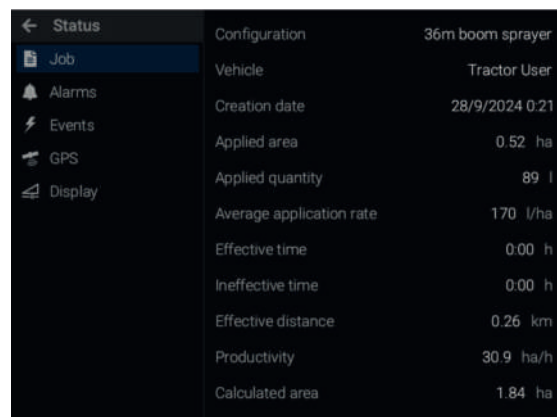 Status
Job
Alarms
Events
GPS
Display
Configuration 36m boom sprayer
Vehicle Tractor User
Creation date 28/9/2024 0:21
Applied area 0.52 ha
Applied quantity 89 l
Average application rate 170 l/ha
Effective time 0:00 h
Ineffective time 0:00 h
Effective distance 0.26 km
Productivity 30.9 ha/h
Calculated area 1.84 ha